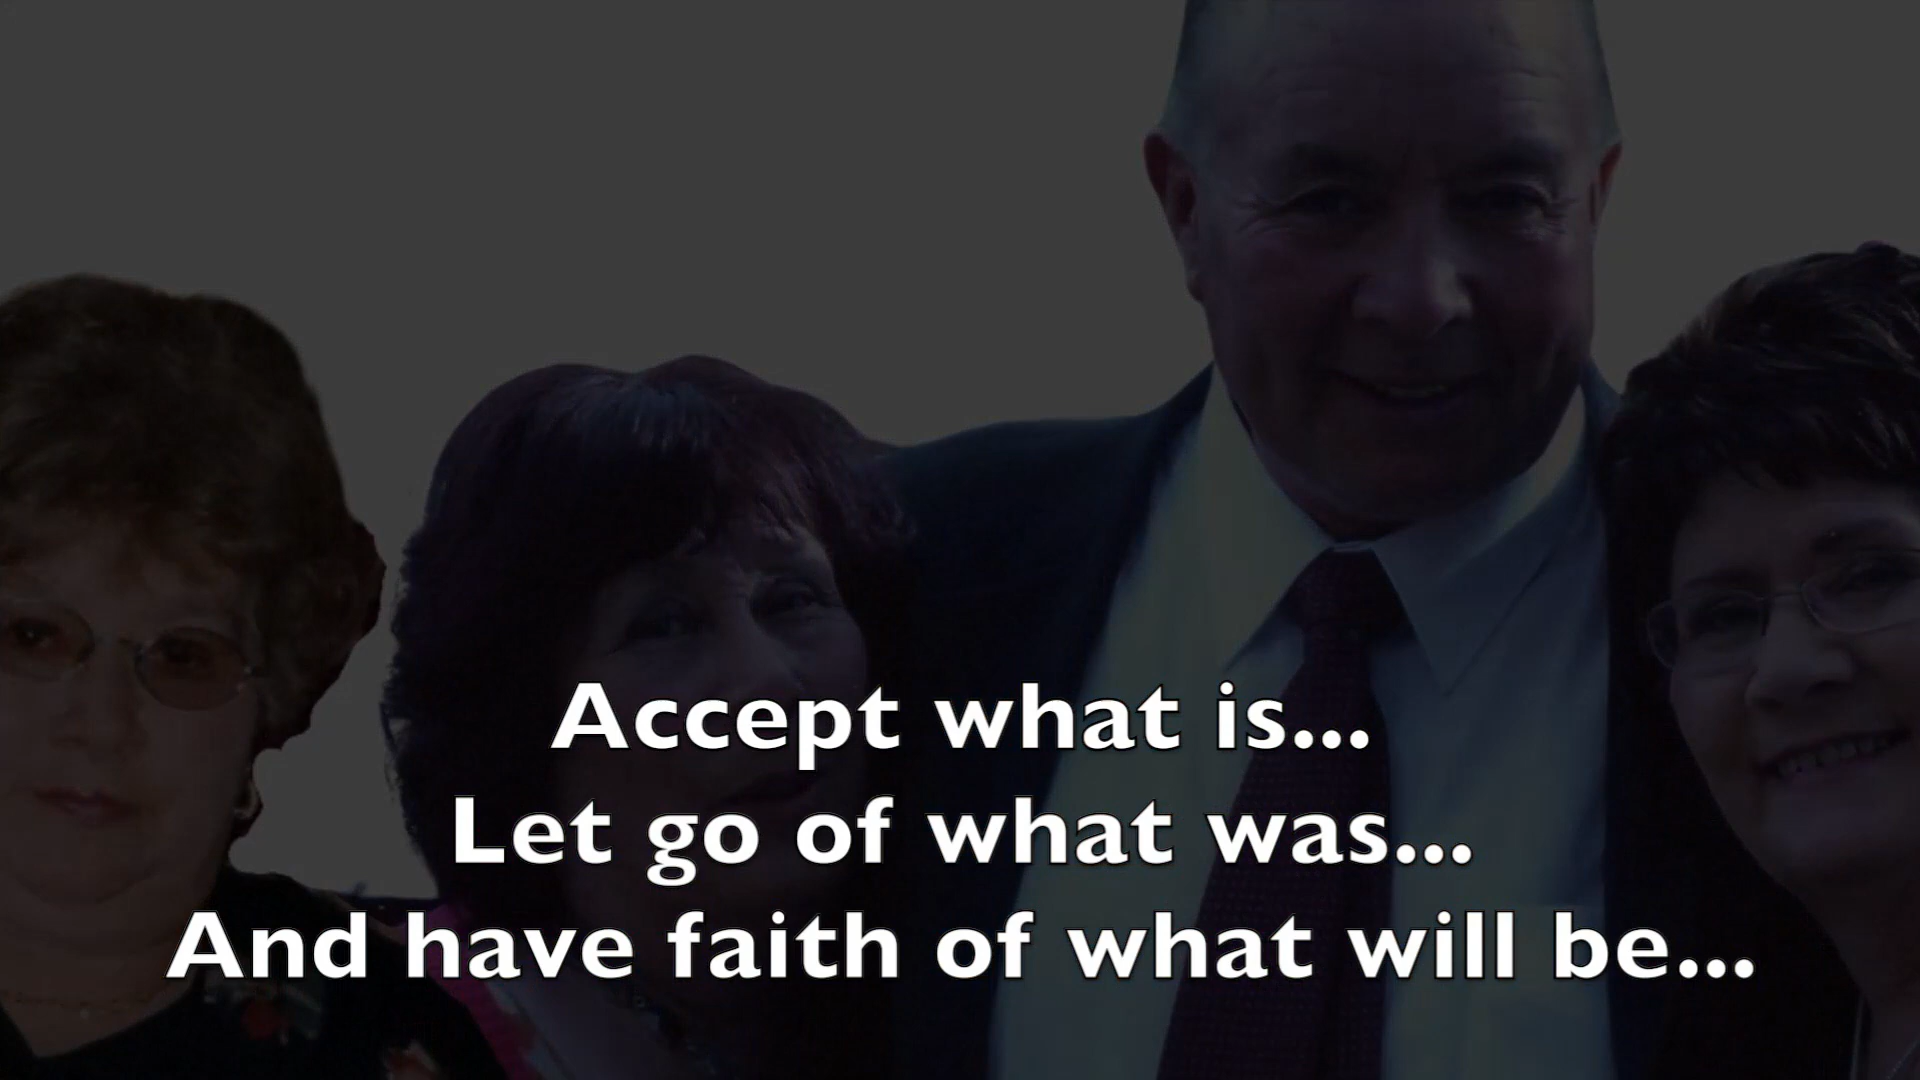 Accept what is...
Let go of what was...
And have faith of what will be...